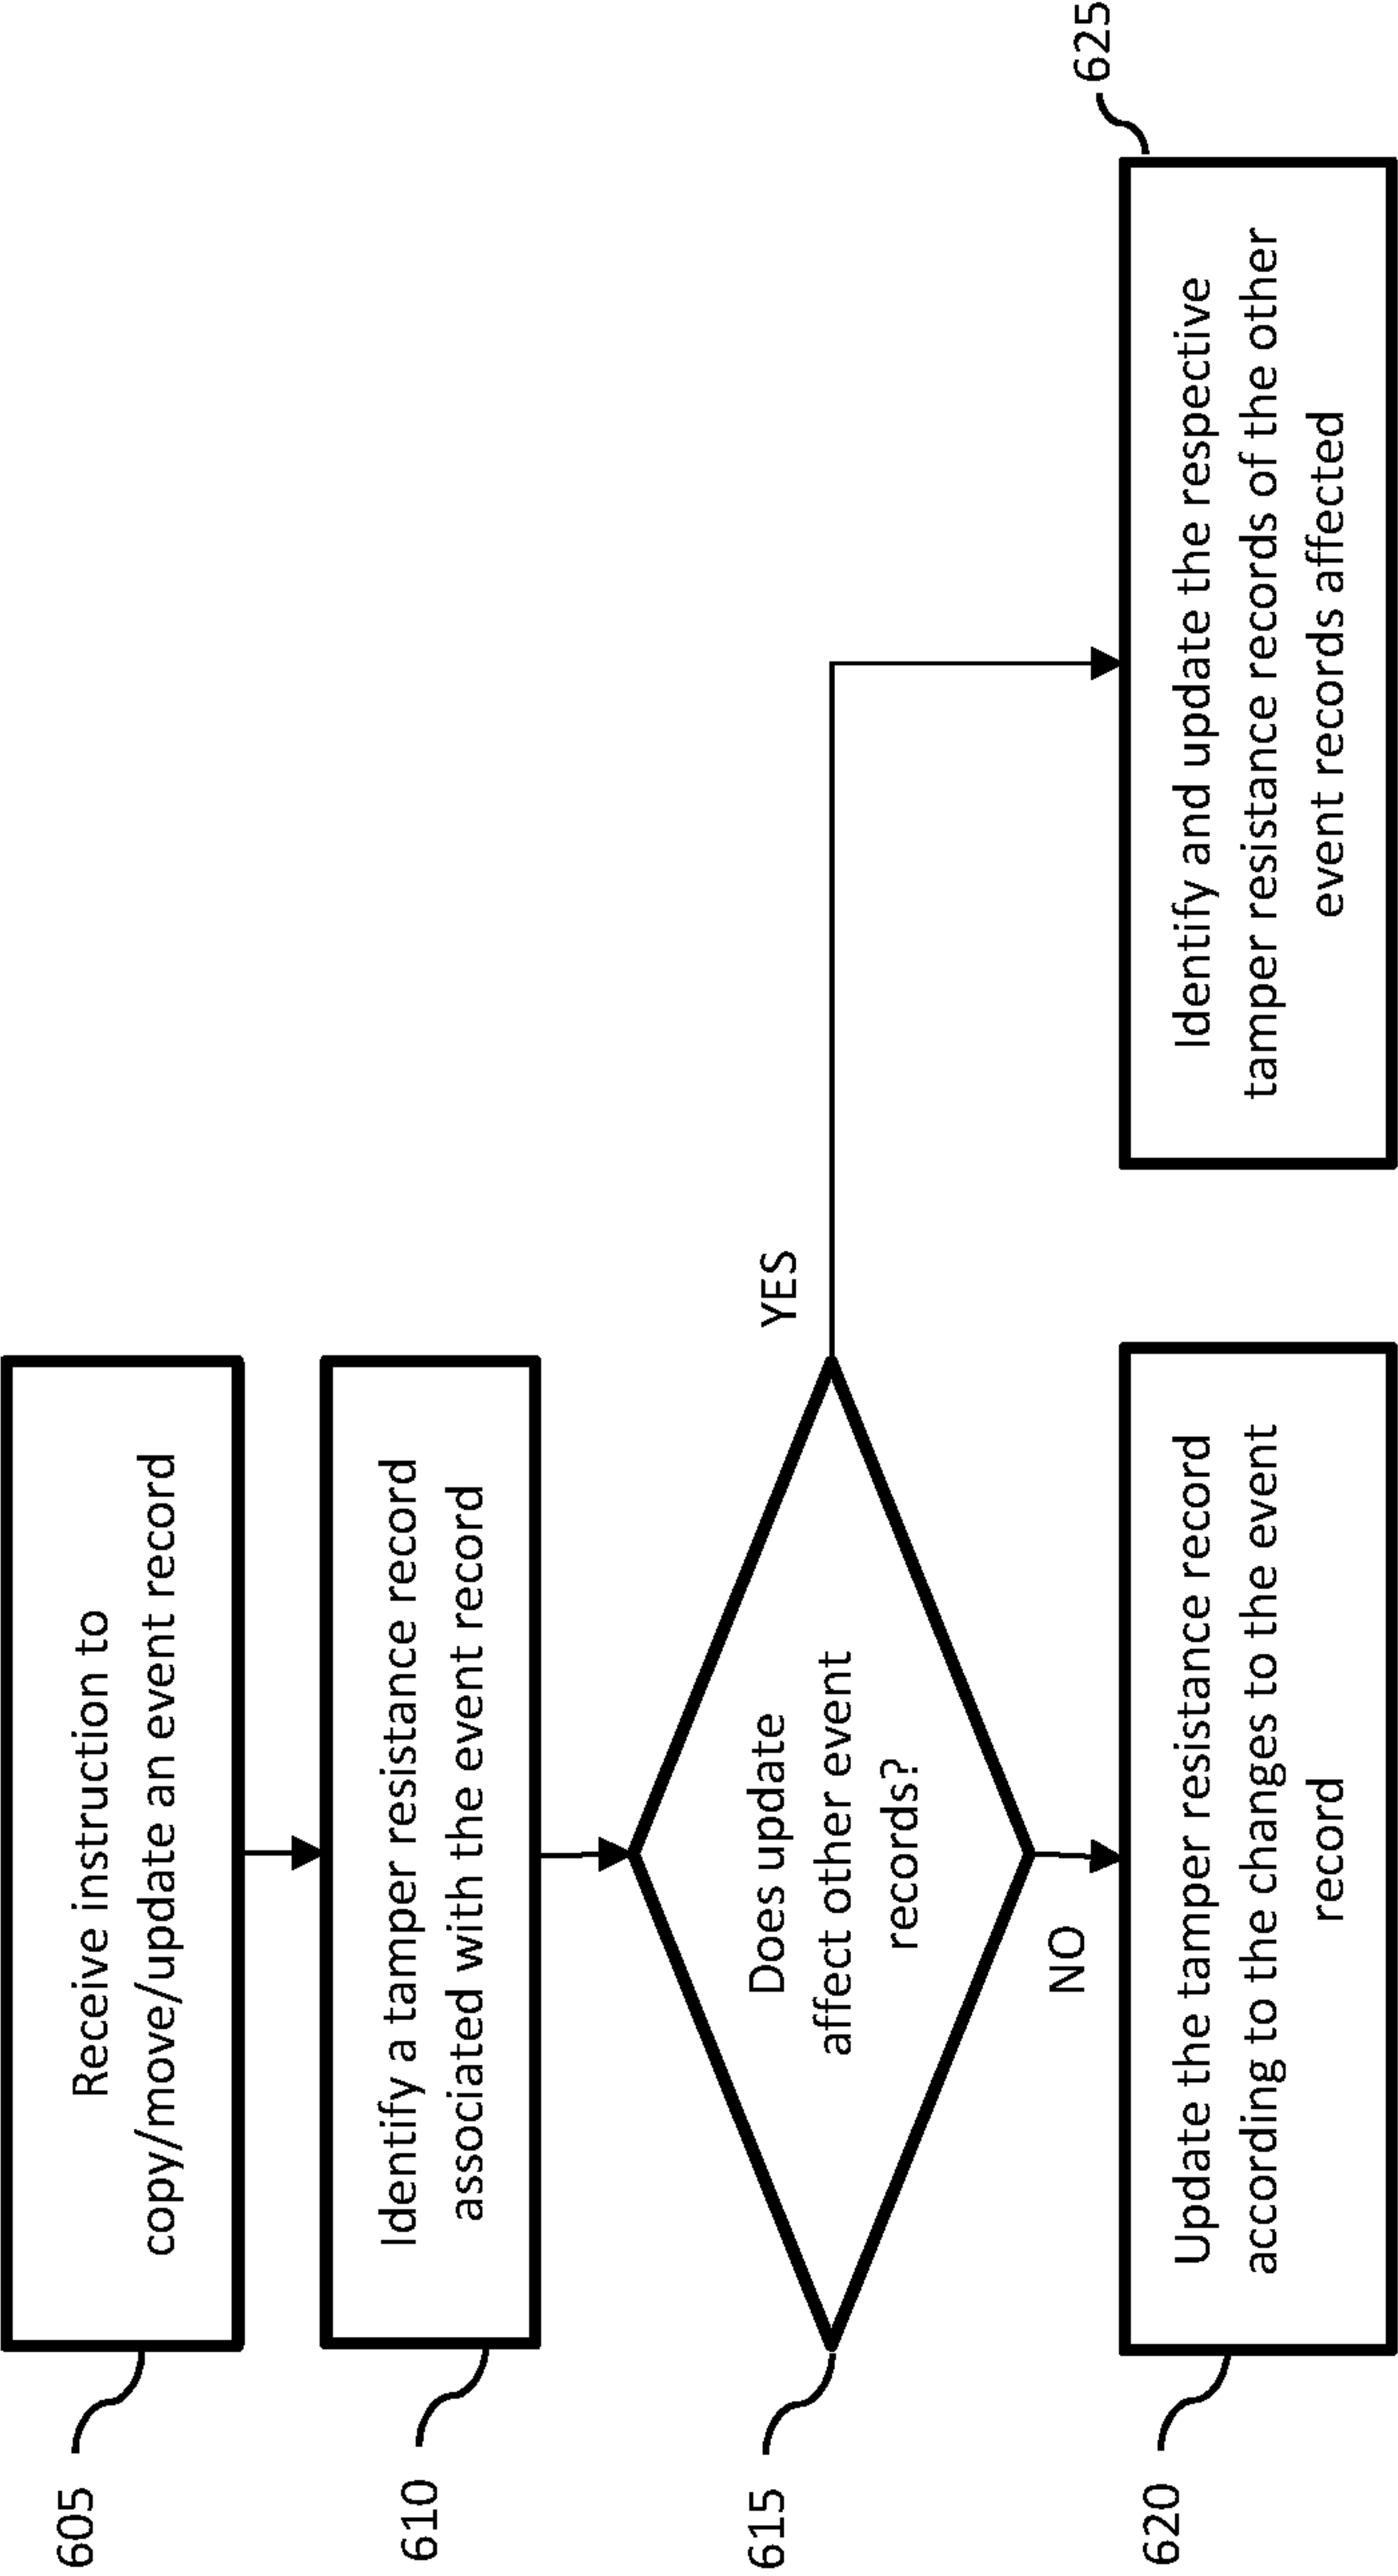 605
Receive instruction to
copy/move/update an event record
610
Identify a tamper resistance record
associated with the event record
615
Does update
affect other event
records?
YES
NO
620
Update the tamper resistance record
according to the changes to the event
record
625
Identify and update the respective
tamper resistance records of the other
event records affected